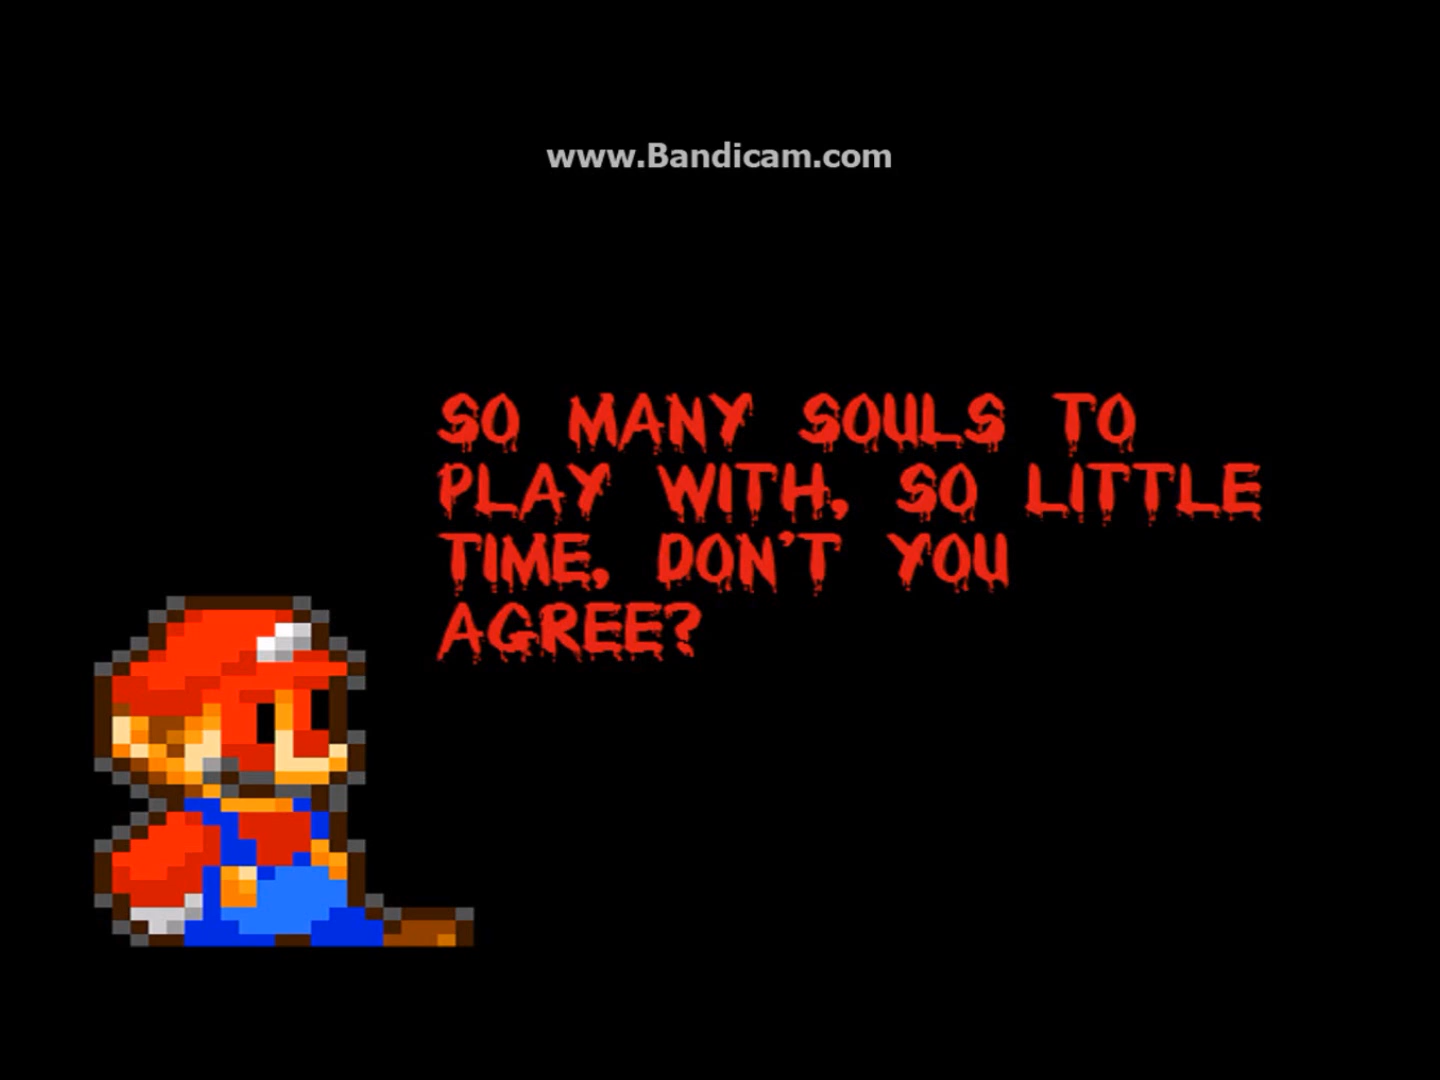 www.Bandicam.com
SO MANY SOULS TO
PLAY WITH, SO LITTLE
TIME, DON'T YOU
AGREE?